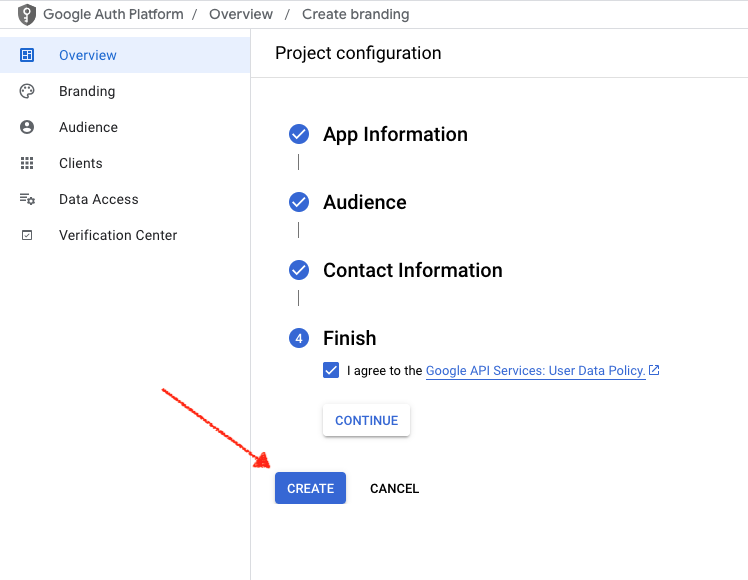 Google Auth Platform / Overview / Create branding
Overview
Branding
Audience
Clients
Data Access
Verification Center
Project configuration
App Information
Audience
Contact Information
4 Finish
I agree to the Google API Services: User Data Policy.
CONTINUE
CREATE CANCEL